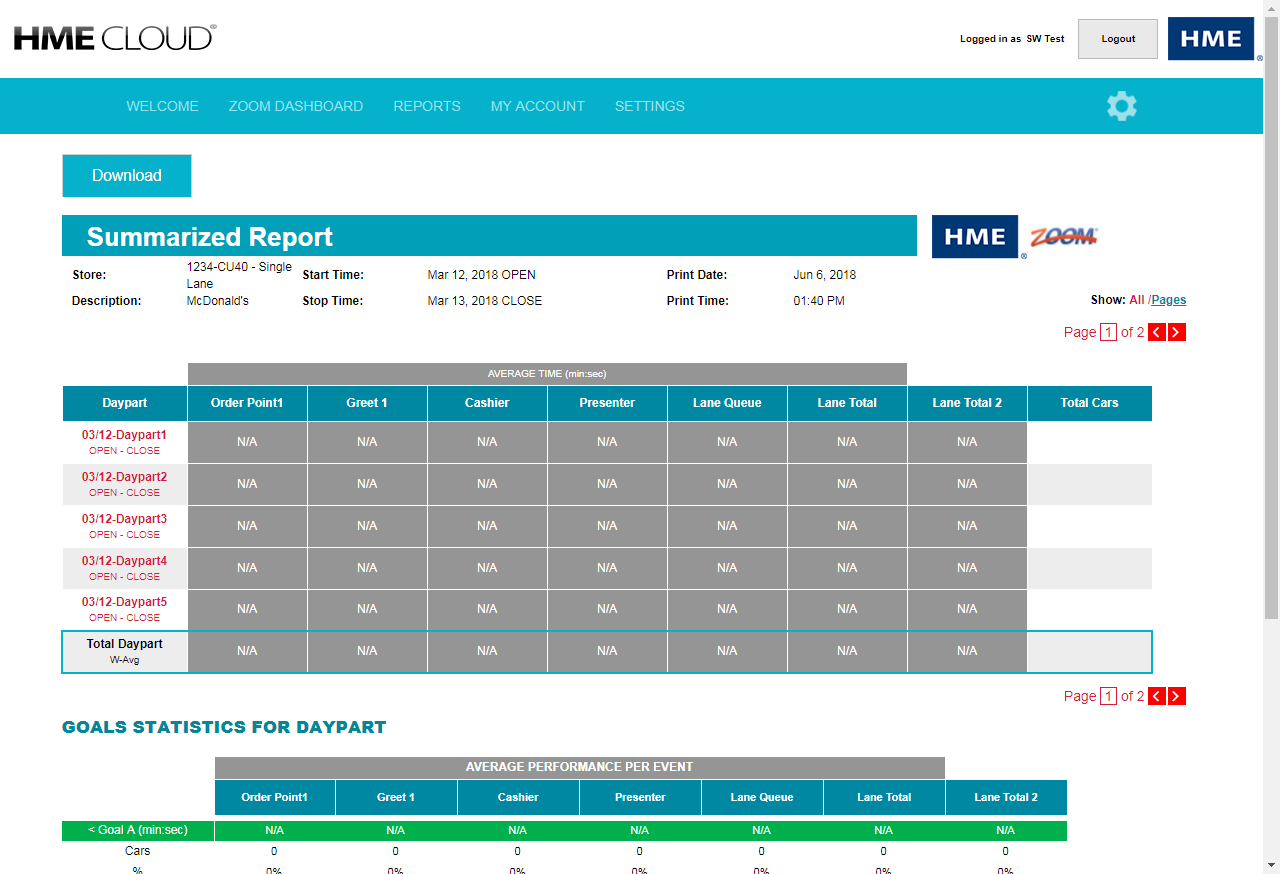 HME CLOUD®
Logged in as SW Test
Logout
HME®
WELCOME ZOOM DASHBOARD REPORTS MY ACCOUNT SETTINGS
Download
Summarized Report
HME® ZOOM
Store: 1234-CU40 - Single Lane Start Time: Mar 12, 2018 OPEN Print Date: Jun 6, 2018
Description: McDonald's Stop Time: Mar 13, 2018 CLOSE Print Time: 01:40 PM
Show: All /Pages
Page 1 of 2 < >
AVERAGE TIME (min:sec)
Daypart Order Point1 Greet 1 Cashier Presenter Lane Queue Lane Total Lane Total 2 Total Cars
03/12-Daypart1
OPEN - CLOSE
N/A N/A N/A N/A N/A N/A N/A
03/12-Daypart2
OPEN - CLOSE
N/A N/A N/A N/A N/A N/A N/A
03/12-Daypart3
OPEN - CLOSE
N/A N/A N/A N/A N/A N/A N/A
03/12-Daypart4
OPEN - CLOSE
N/A N/A N/A N/A N/A N/A N/A
03/12-Daypart5
OPEN - CLOSE
N/A N/A N/A N/A N/A N/A N/A
Total Daypart
W-Avg
N/A N/A N/A N/A N/A N/A N/A
Page 1 of 2 < >
GOALS STATISTICS FOR DAYPART
AVERAGE PERFORMANCE PER EVENT
Order Point1 Greet 1 Cashier Presenter Lane Queue Lane Total Lane Total 2
< Goal A (min:sec) N/A N/A N/A N/A N/A N/A N/A
Cars 0 0 0 0 0 0 0
% 0% 0% 0% 0% 0% 0% 0%